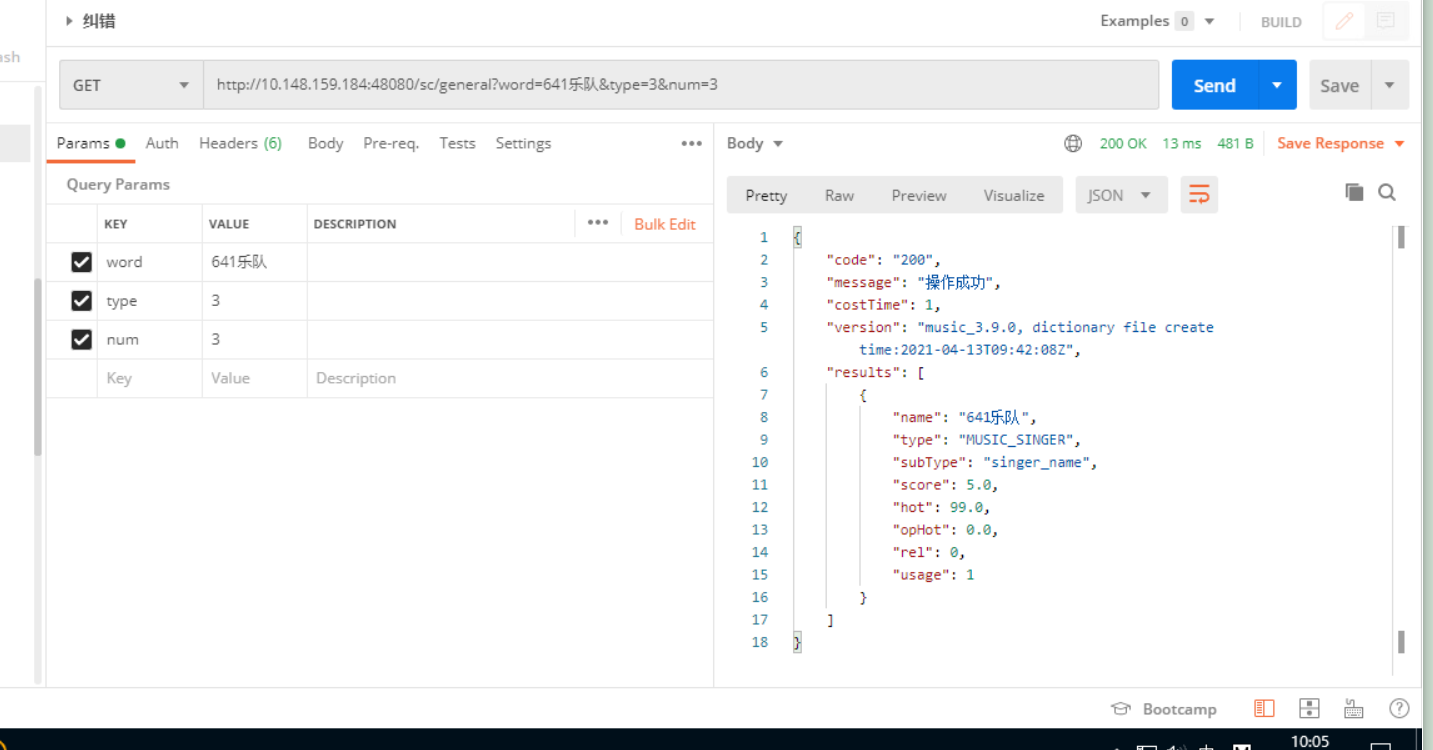 纠错
Examples 0
BUILD
ash
GET
http://10.148.159.184:48080/sc/general?word=641乐队&type=3&num=3
Send
Save
Params Auth Headers (6) Body Pre-req. Tests Settings
Query Params
KEY VALUE DESCRIPTION Bulk Edit
word 641乐队
type 3
num 3
Key Value Description
Body 200 OK 13 ms 481 B Save Response
Pretty Raw Preview Visualize JSON
1 {
2 "code": "200",
3 "message": "操作成功",
4 "costTime": 1,
5 "version": "music_3.9.0, dictionary file create
time:2021-04-13T09:42:08Z",
6 "results": [
7 {
8 "name": "641乐队",
9 "type": "MUSIC_SINGER",
10 "subType": "singer_name",
11 "score": 5.0,
12 "hot": 99.0,
13 "opHot": 0.0,
14 "rel": 0,
15 "usage": 1
16 }
17 ]
18 }
Bootcamp
10:05